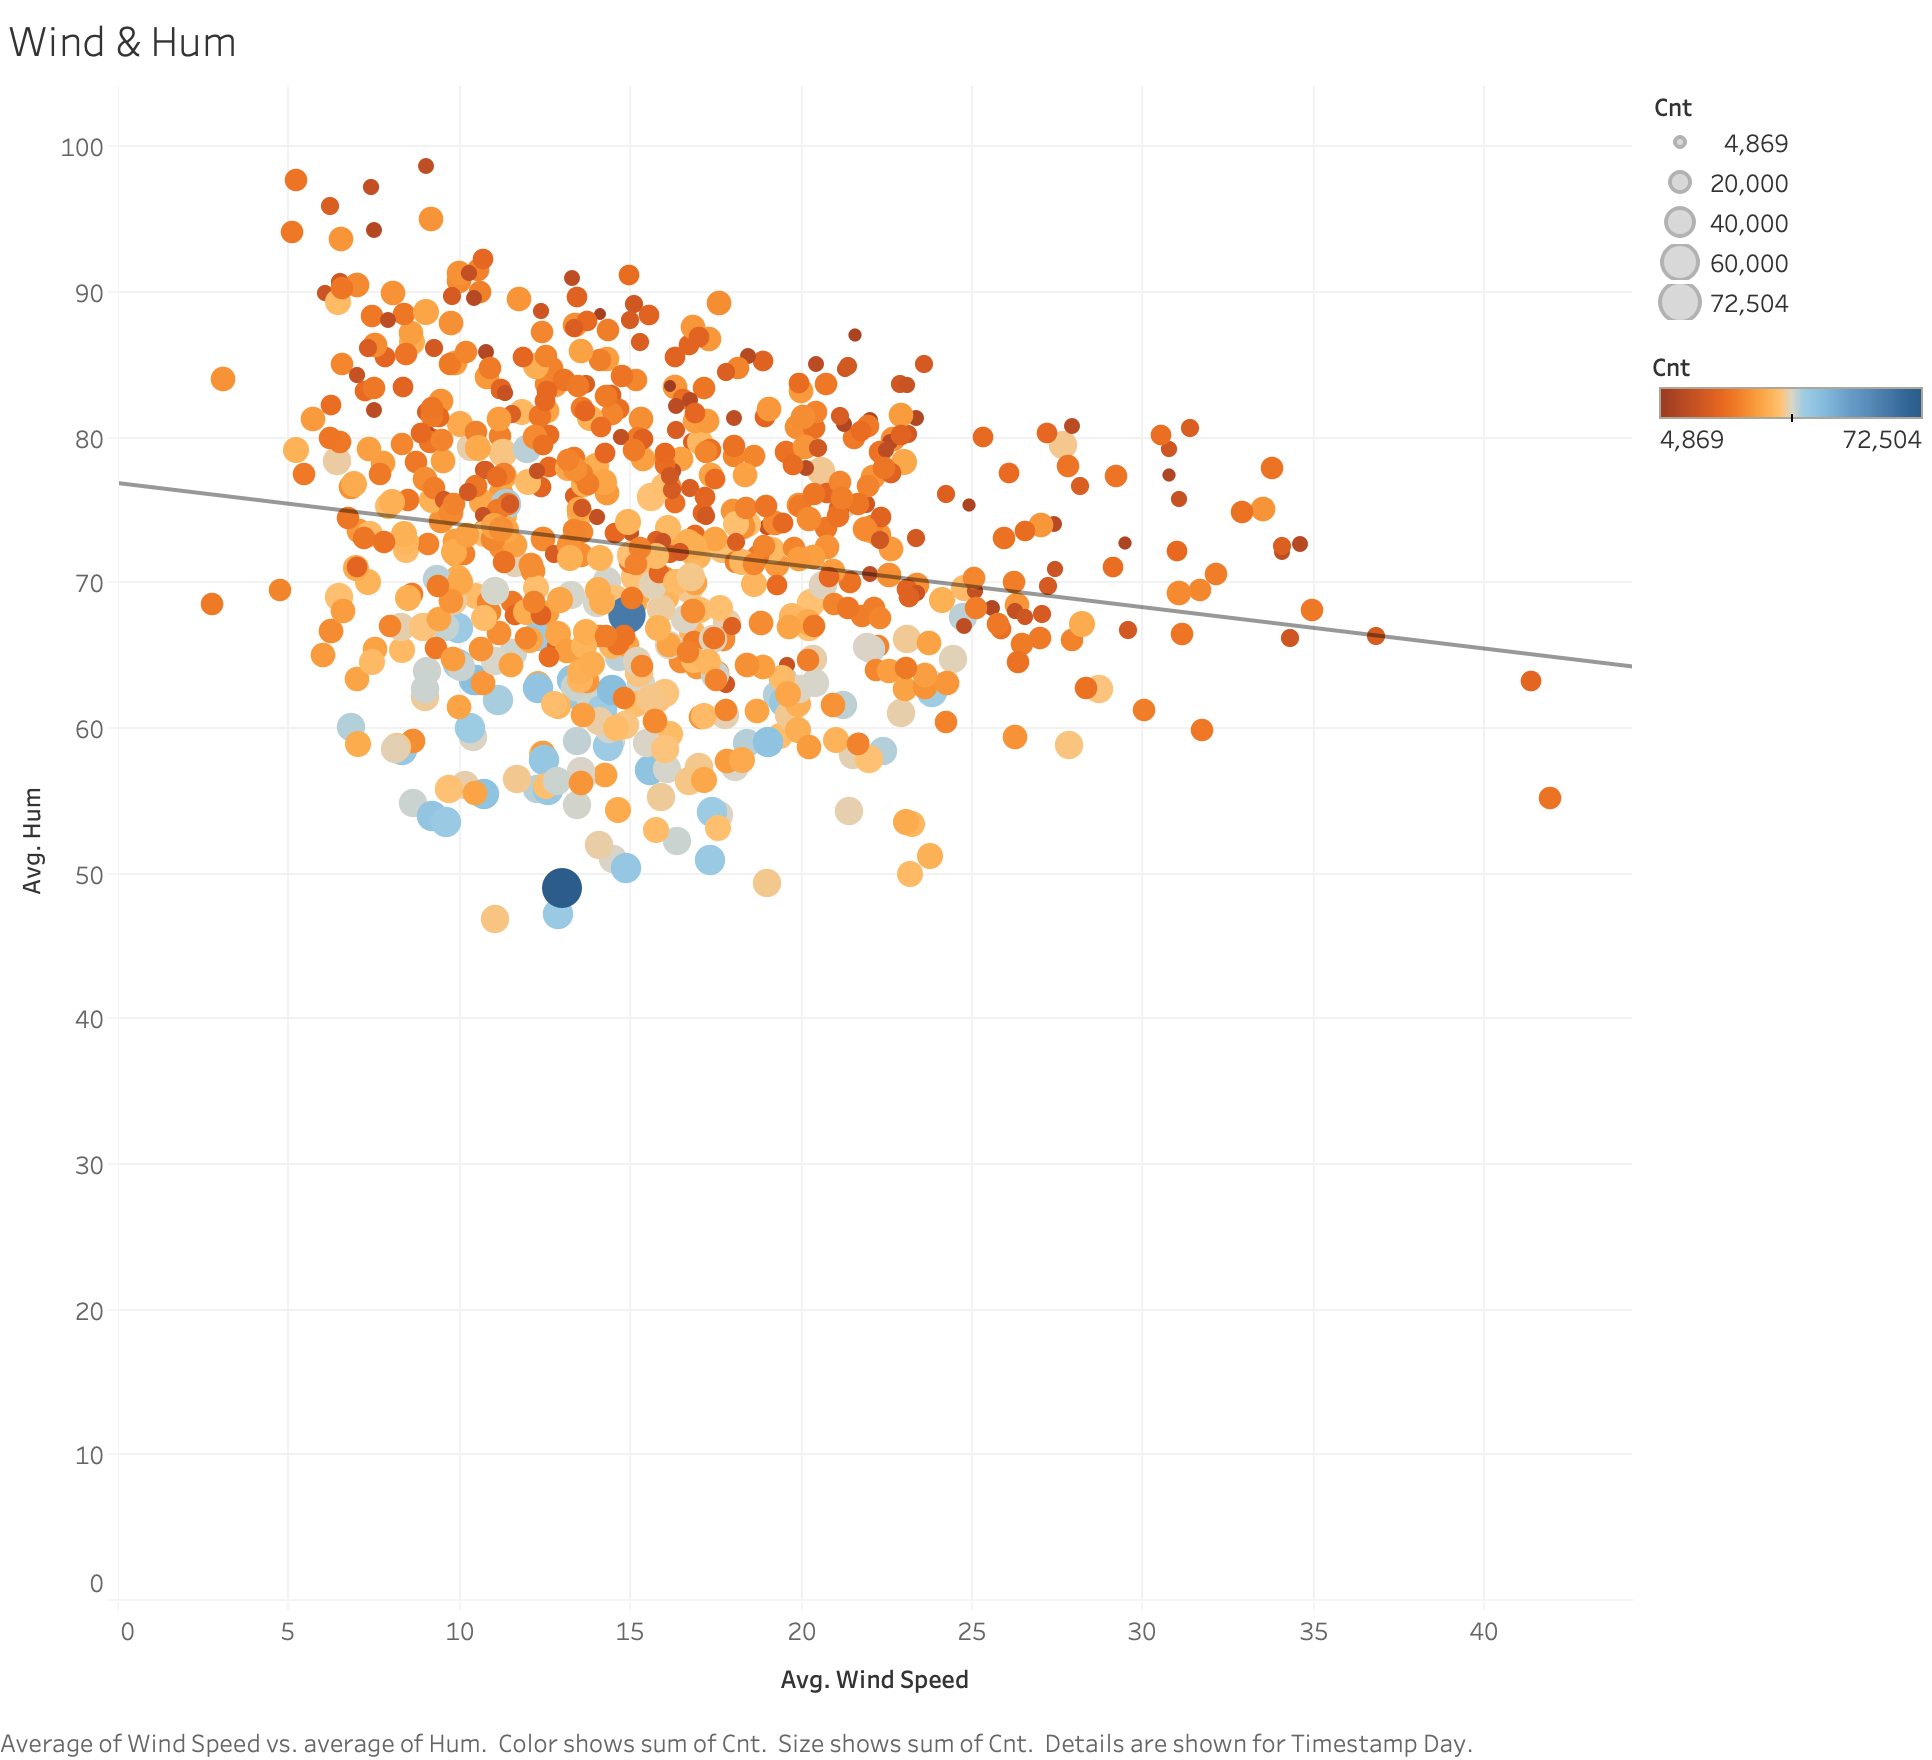 Wind & Hum
Cnt
4,869
20,000
40,000
60,000
72,504
Cnt
4,869 72,504
100
90
80
70
60
50
40
30
20
10
0
Avg. Hum
0 5 10 15 20 25 30 35 40
Avg. Wind Speed
Average of Wind Speed vs. average of Hum.  Color shows sum of Cnt.  Size shows sum of Cnt.  Details are shown for Timestamp Day.